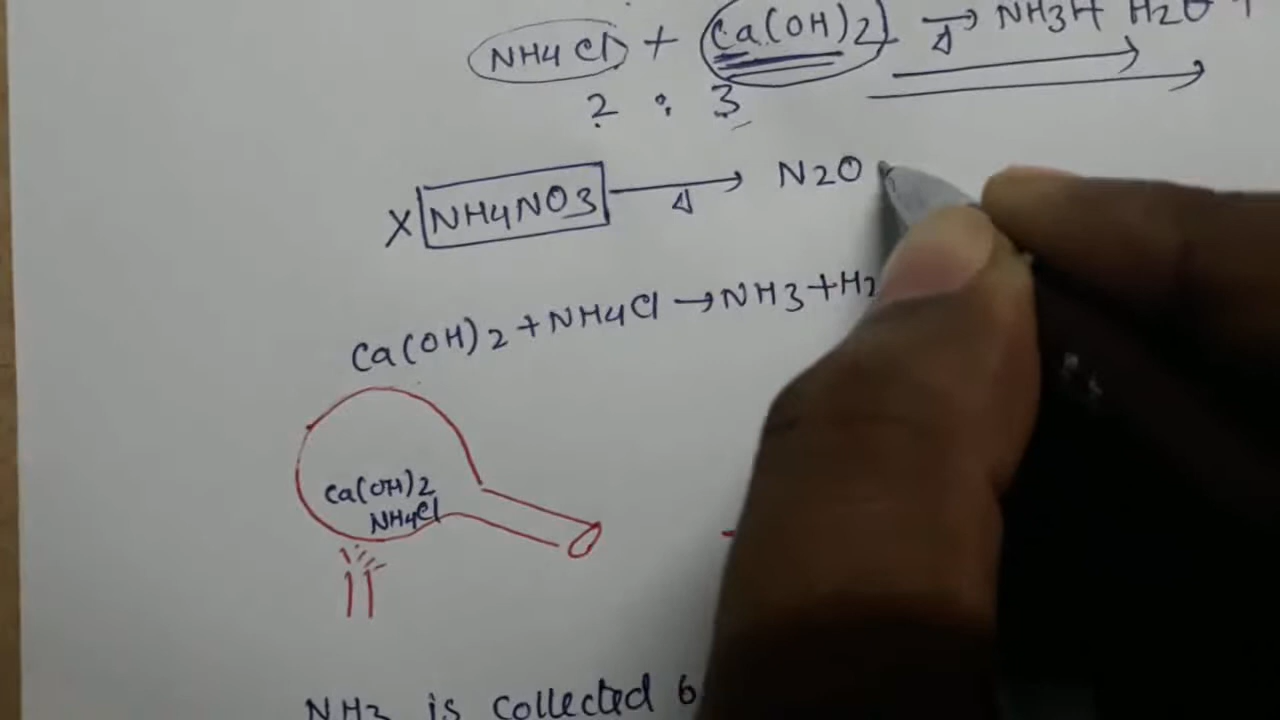 NH4Cl + Ca(OH)2 → NH3+ H2O +
Δ
2 : 3
X NH4NO3 → N2O
Δ
Ca(OH)2 + NH4Cl → NH3 + H2
Ca(OH)2
NH4Cl
NH3 is collected